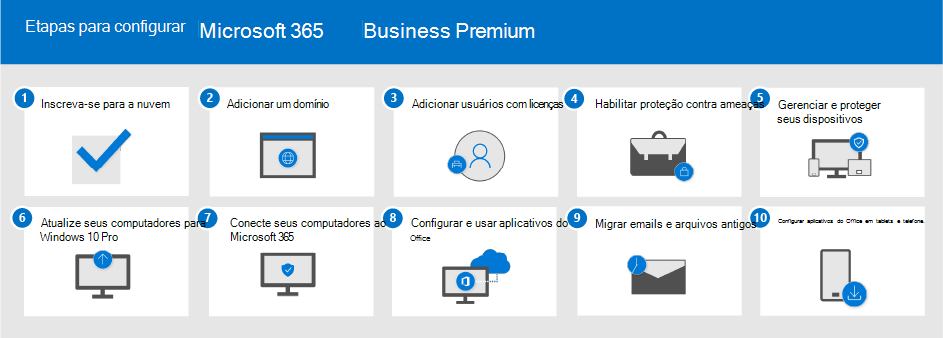 Etapas para configurar Microsoft 365 Business Premium
1 Inscreva-se para a nuvem
2 Adicionar um domínio
3 Adicionar usuários com licenças
4 Habilitar proteção contra ameaças
5 Gerenciar e proteger
seus dispositivos
6 Atualize seus computadores para
Windows 10 Pro
7 Conecte seus computadores ao
Microsoft 365
8 Configurar e usar aplicativos do
Office
9 Migrar emails e arquivos antigos
10 Configurar aplicativos do Office em tablets e telefone.